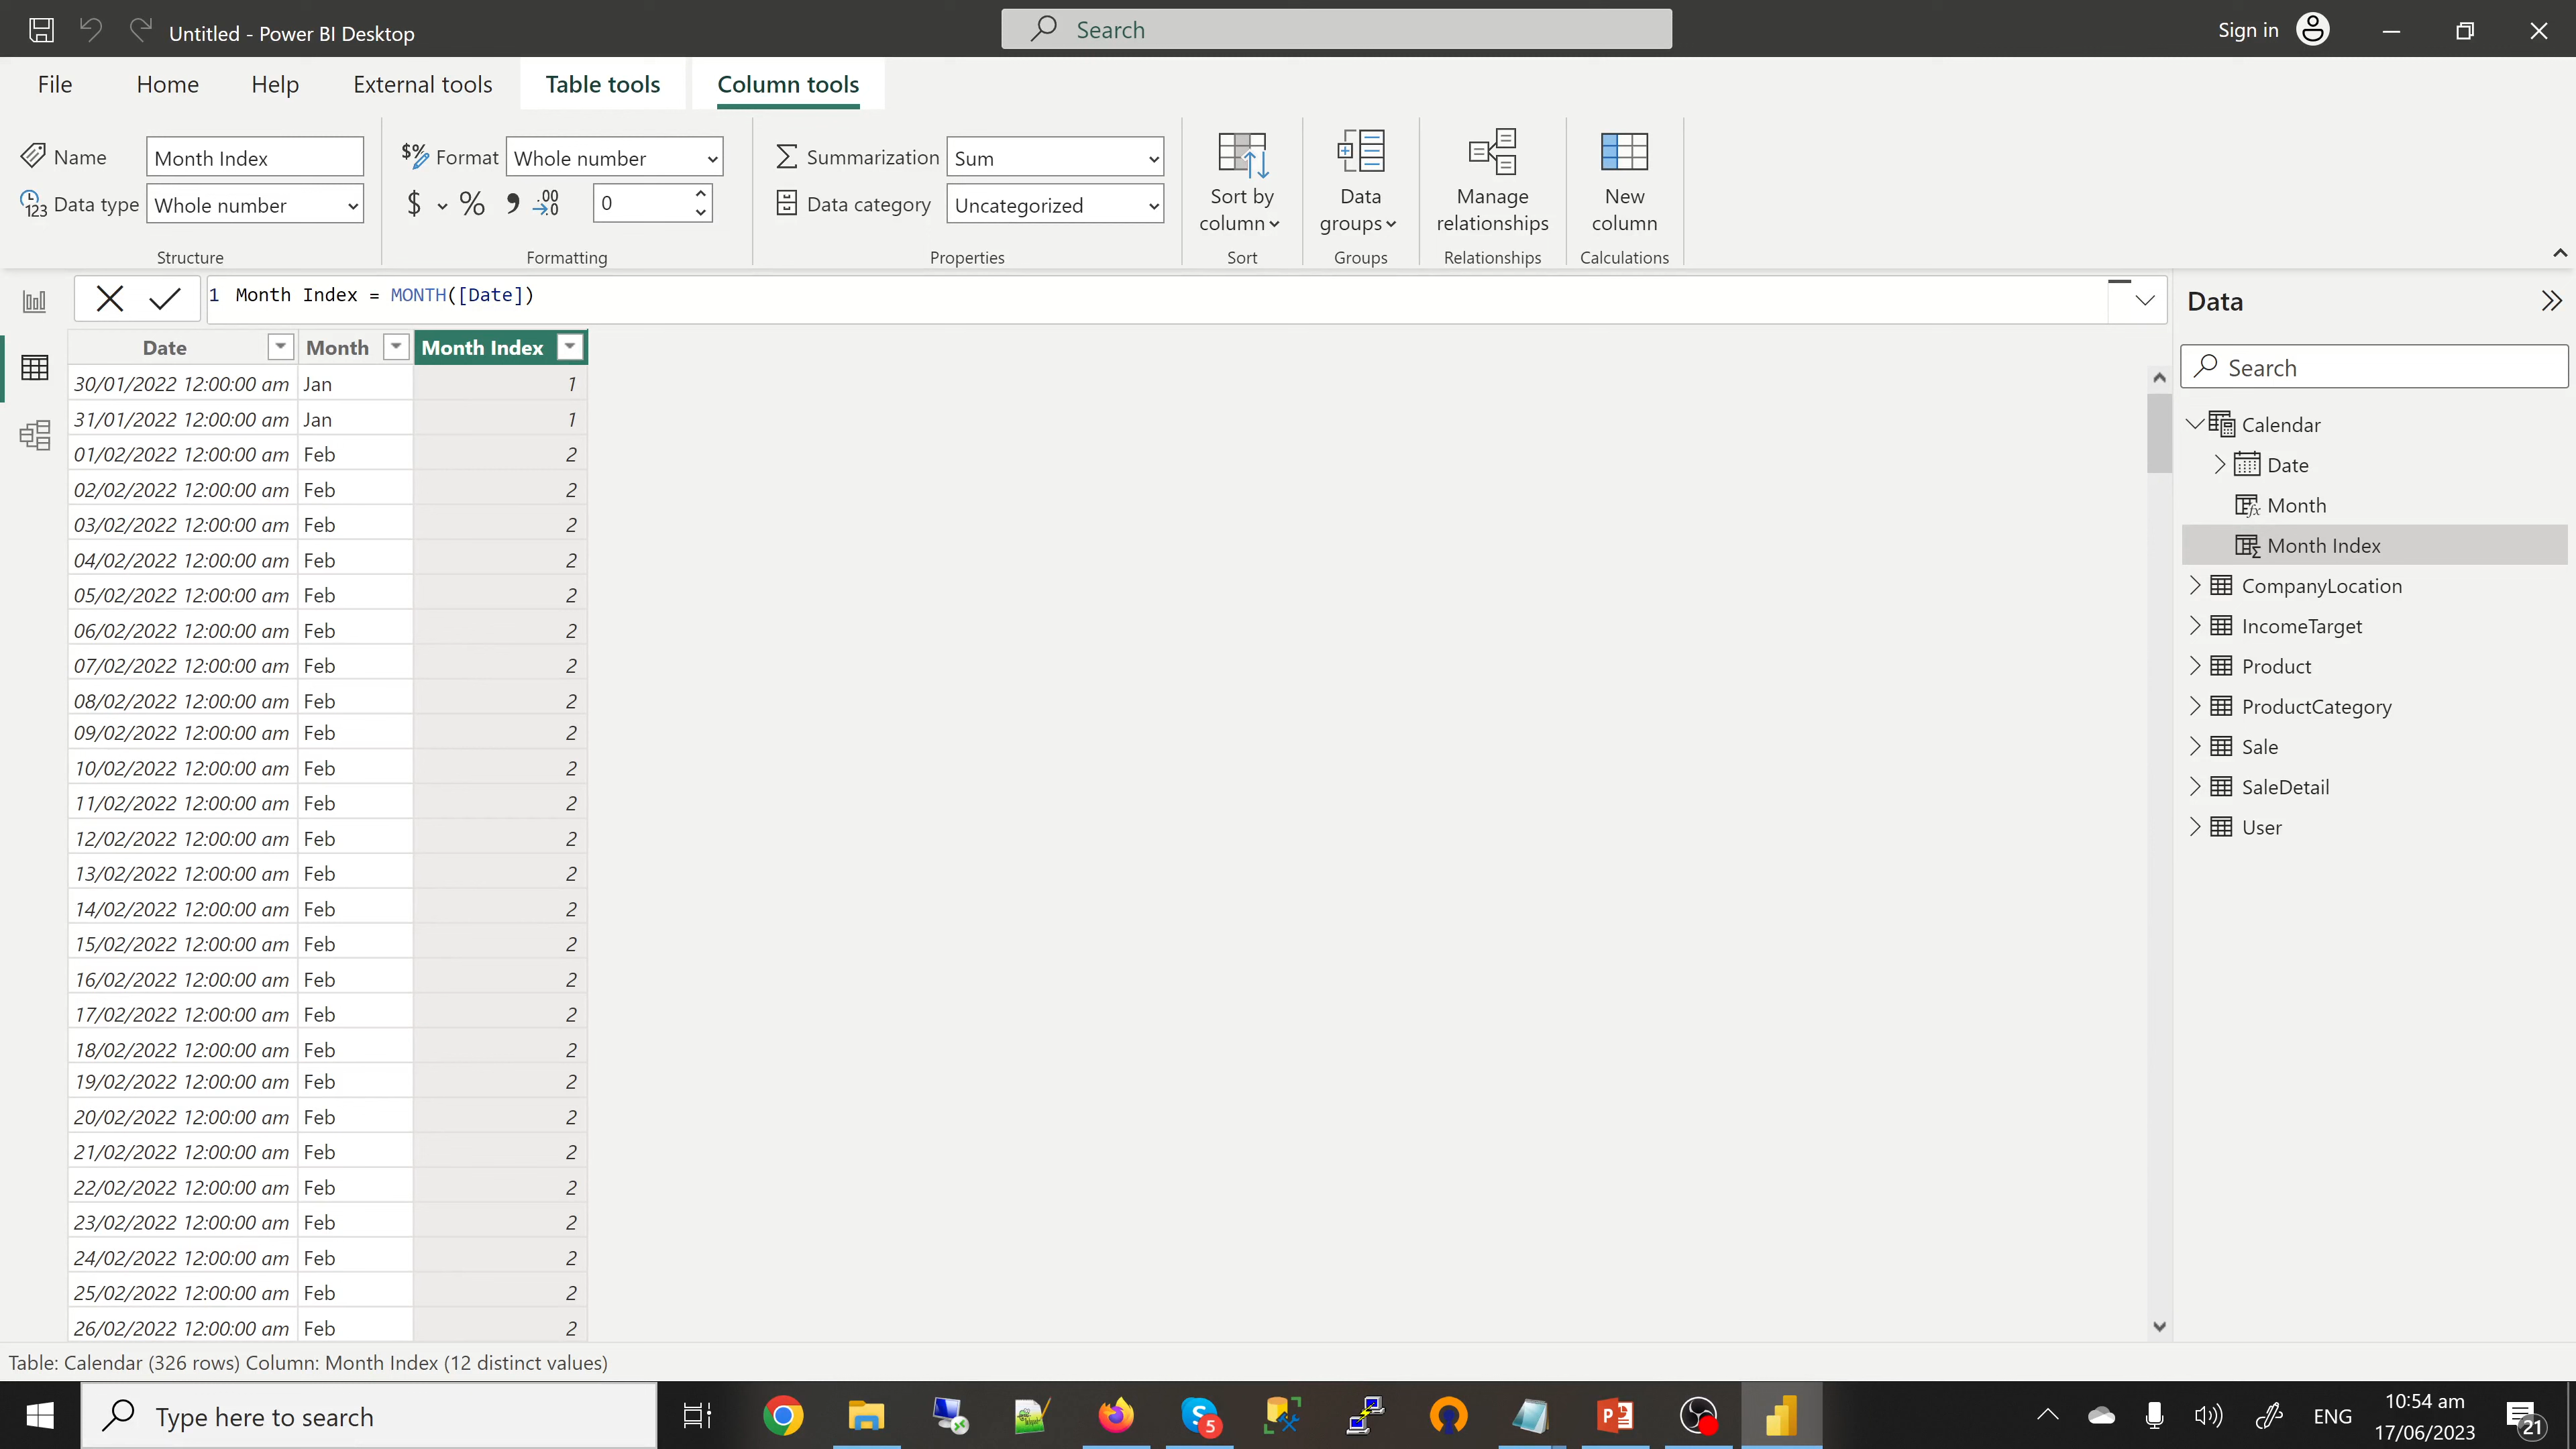 Untitled - Power BI Desktop
Search
Sign in
File
Home
Help
External tools
Table tools
Column tools
Name
Month Index
Data type
Whole number
Structure
Format
Whole number
$
%
0
Formatting
Summarization
Sum
Data category
Uncategorized
Properties
Sort by
column
Sort
Data
groups
Groups
Manage
relationships
Relationships
New
column
Calculations
1 Month Index = MONTH([Date])
Date Month Month Index
30/01/2022 12:00:00 am Jan 1
31/01/2022 12:00:00 am Jan 1
01/02/2022 12:00:00 am Feb 2
02/02/2022 12:00:00 am Feb 2
03/02/2022 12:00:00 am Feb 2
04/02/2022 12:00:00 am Feb 2
05/02/2022 12:00:00 am Feb 2
06/02/2022 12:00:00 am Feb 2
07/02/2022 12:00:00 am Feb 2
08/02/2022 12:00:00 am Feb 2
09/02/2022 12:00:00 am Feb 2
10/02/2022 12:00:00 am Feb 2
11/02/2022 12:00:00 am Feb 2
12/02/2022 12:00:00 am Feb 2
13/02/2022 12:00:00 am Feb 2
14/02/2022 12:00:00 am Feb 2
15/02/2022 12:00:00 am Feb 2
16/02/2022 12:00:00 am Feb 2
17/02/2022 12:00:00 am Feb 2
18/02/2022 12:00:00 am Feb 2
19/02/2022 12:00:00 am Feb 2
20/02/2022 12:00:00 am Feb 2
21/02/2022 12:00:00 am Feb 2
22/02/2022 12:00:00 am Feb 2
23/02/2022 12:00:00 am Feb 2
24/02/2022 12:00:00 am Feb 2
25/02/2022 12:00:00 am Feb 2
26/02/2022 12:00:00 am Feb 2
Data
Search
Calendar
Date
Month
Month Index
CompanyLocation
IncomeTarget
Product
ProductCategory
Sale
SaleDetail
User
Table: Calendar (326 rows) Column: Month Index (12 distinct values)
Type here to search
5
ENG
10:54 am
17/06/2023
21